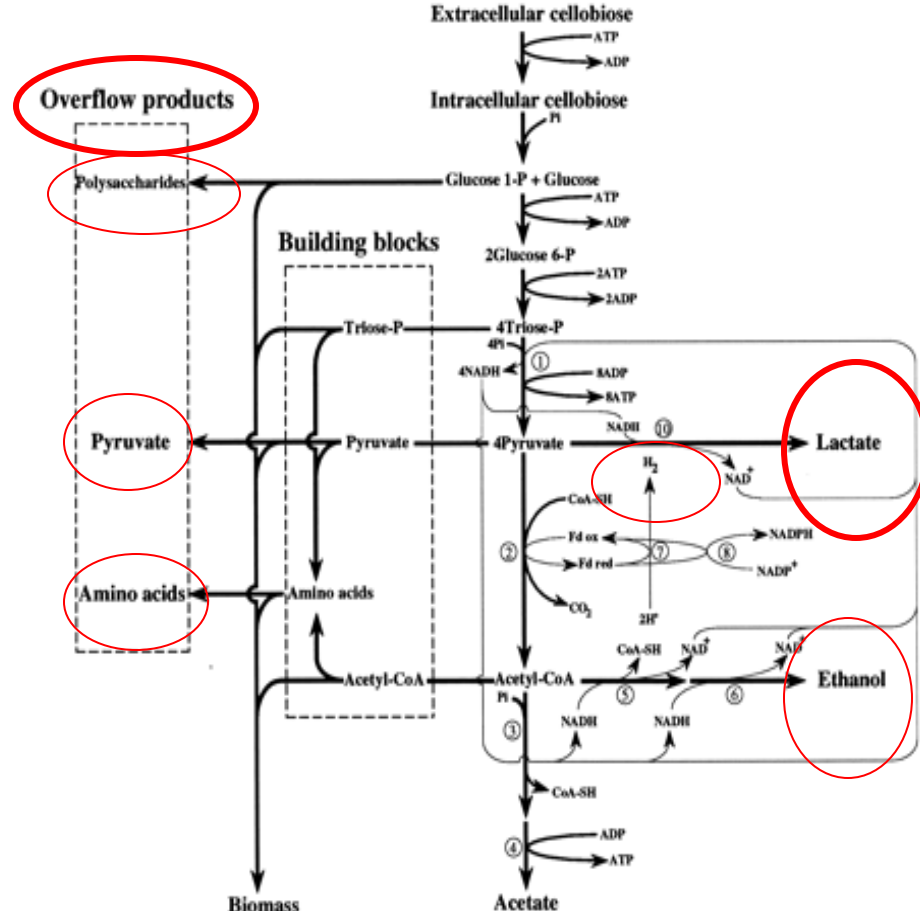 Extracellular cellobiose
ATP
ADP
Overflow products
Intracellular cellobiose
Pi
Polysaccharides
Glucose 1-P + Glucose
ATP
ADP
Building blocks
2Glucose 6-P
2ATP
2ADP
Triose-P
4Triose-P
4Pi
①
4NADH
8ADP
8ATP
NADH
⑩
Pyruvate
Pyruvate
4Pyruvate
Lactate
H2
NAD+
CoA-SH
Fd ox
NADPH
②
⑦
⑧
Fd red
NADP+
Amino acids
Amino acids
CO2
2H+
CoA-SH
NAD+
NAD+
Acetyl-CoA
Acetyl-CoA
Ethanol
⑤
⑥
Pi
③
NADH
NADH
CoA-SH
④
ADP
ATP
Biomass
Acetate